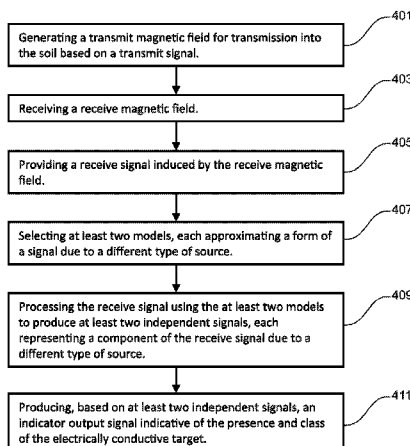 401
Generating a transmit magnetic field for transmission into
the soil based on a transmit signal.
403
Receiving a receive magnetic field.
405
Providing a receive signal induced by the receive magnetic
field.
407
Selecting at least two models, each approximating a form of
a signal due to a different type of source.
409
Processing the receive signal using the at least two models
to produce at least two independent signals, each
representing a component of the receive signal due to a
different type of source.
411
Producing, based on at least two independent signals, an
indicator output signal indicative of the presence and class
of the electrically conductive target.